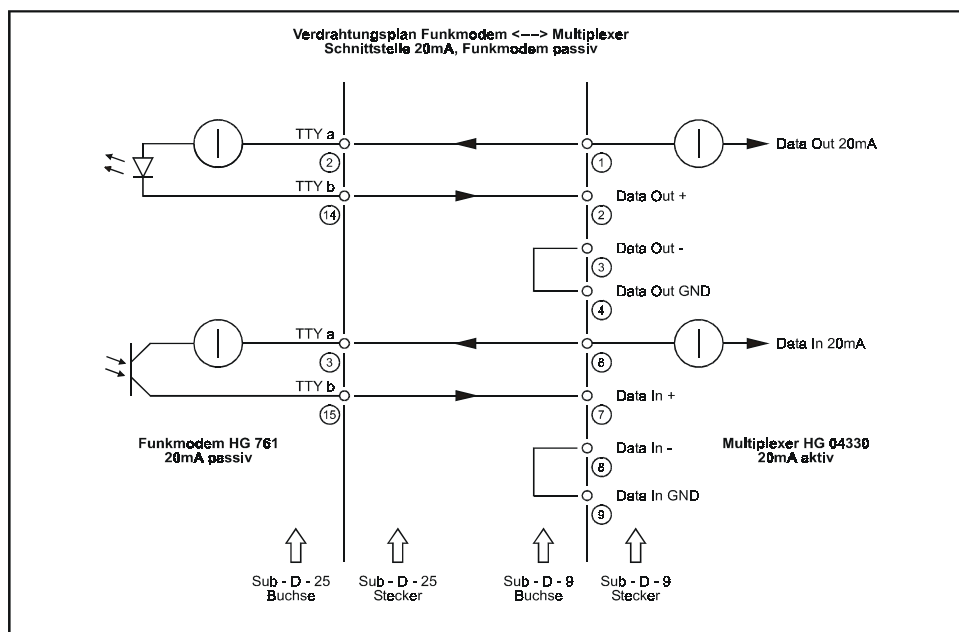 Verdrahtungsplan Funkmodem <---> Multiplexer
Schnittstelle 20mA, Funkmodem passiv
TTY a
2
1
Data Out 20mA
TTY b
14
2
Data Out +
3
Data Out -
4
Data Out GND
TTY a
3
8
Data In 20mA
TTY b
15
7
Data In +
Funkmodem HG 761
20mA passiv
8
Data In -
Multiplexer HG 04330
20mA aktiv
9
Data In GND
Sub - D - 25
Buchse
Sub - D - 25
Stecker
Sub - D - 9
Buchse
Sub - D - 9
Stecker